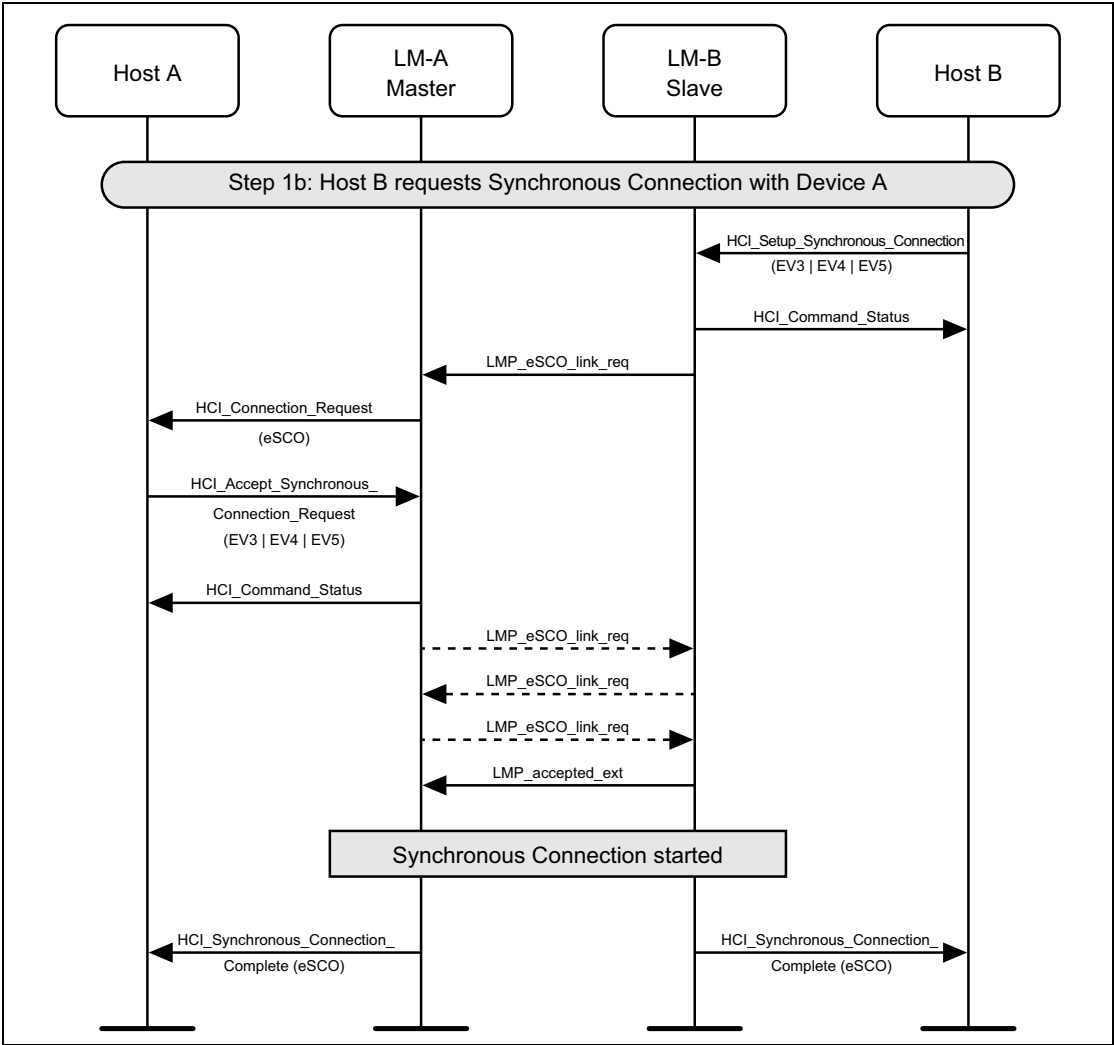 Host A
LM-A
Master
LM-B
Slave
Host B
Step 1b: Host B requests Synchronous Connection with Device A
HCI_Setup_Synchronous_Connection
(EV3 | EV4 | EV5)
HCI_Command_Status
LMP_eSCO_link_req
HCI_Connection_Request
(eSCO)
HCI_Accept_Synchronous_
Connection_Request
(EV3 | EV4 | EV5)
HCI_Command_Status
LMP_eSCO_link_req
LMP_eSCO_link_req
LMP_eSCO_link_req
LMP_accepted_ext
Synchronous Connection started
HCI_Synchronous_Connection_
Complete (eSCO)
HCI_Synchronous_Connection_
Complete (eSCO)